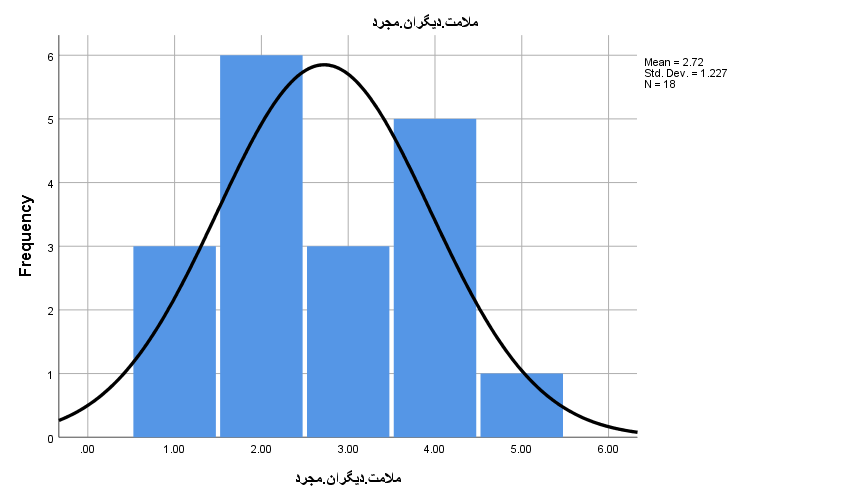 ملامت.دیگران.مجرد
Mean = 2.72
Std. Dev. = 1.227
N = 18
Frequency
6
5
4
3
2
1
0
.00 1.00 2.00 3.00 4.00 5.00 6.00
ملامت.دیگران.مجرد